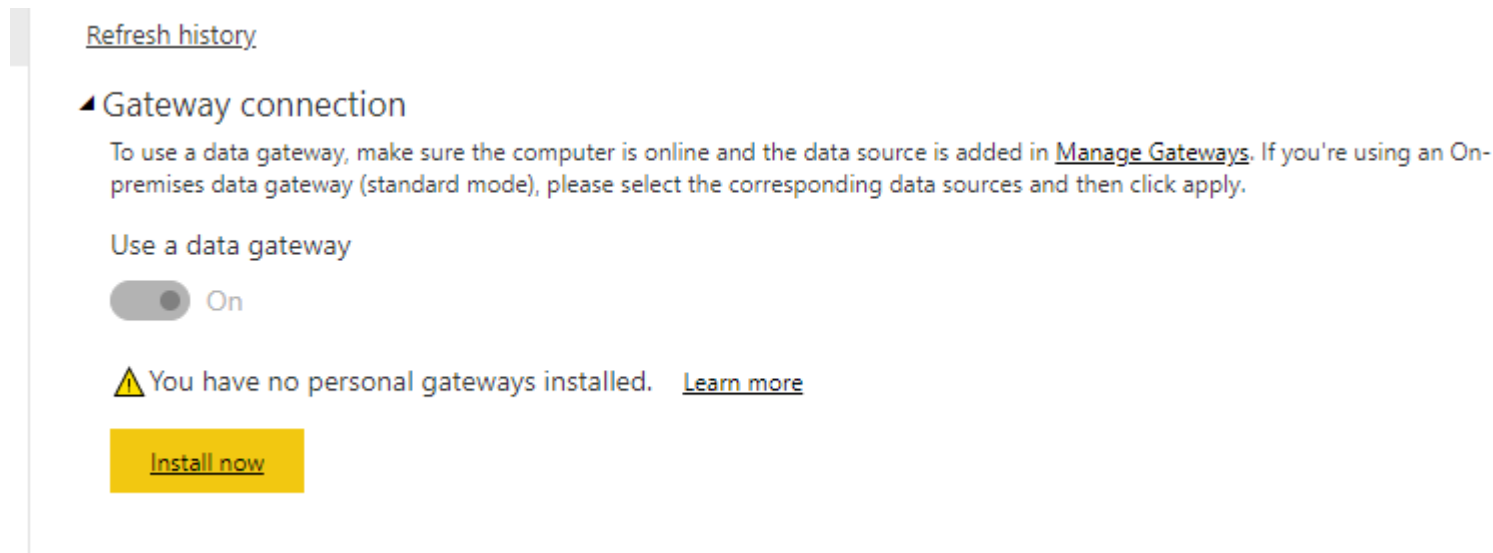 Refresh history
Gateway connection
To use a data gateway, make sure the computer is online and the data source is added in Manage Gateways. If you're using an On-
premises data gateway (standard mode), please select the corresponding data sources and then click apply.
Use a data gateway
On
You have no personal gateways installed. Learn more
Install now